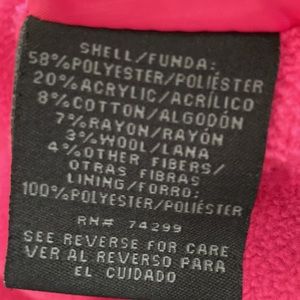 SHELL/FUNDA:
58%POLYESTER/POLIÉSTER
20%ACRYLIC/ACRÍLICO
8%COTTON/ALGODÓN
7%RAYON/RAYÓN
3%WOOL/LANA
4%OTHER FIBERS/
OTRAS FIBRAS
LINING/FORRO:
100%POLYESTER/POLIÉSTER
RN# 74299
SEE REVERSE FOR CARE
VER AL REVERSO PARA
EL CUIDADO